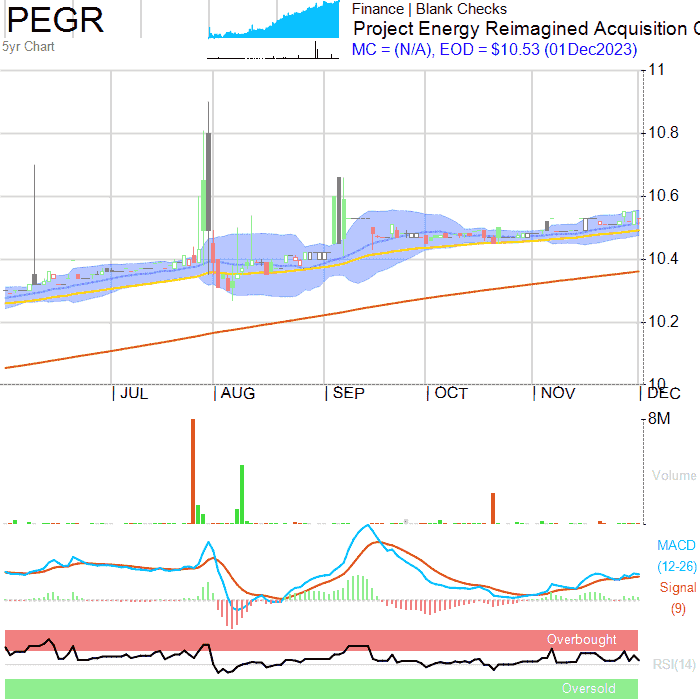 PEGR
5yr Chart
Finance | Blank Checks
Project Energy Reimagined Acquisition C
MC = (N/A), EOD = $10.53 (01Dec2023)
11
10.8
10.6
10.4
10.2
10
JUL AUG SEP OCT NOV DEC
8M
Volume
MACD
(12-26)
Signal
(9)
Overbought
RSI(14)
Oversold